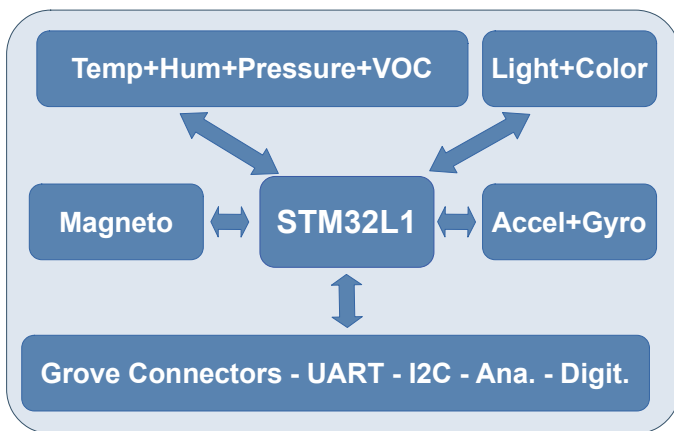 Temp+Hum+Pressure+VOC
Light+Color
Magneto
STM32L1
Accel+Gyro
Grove Connectors - UART - I2C - Ana. - Digit.